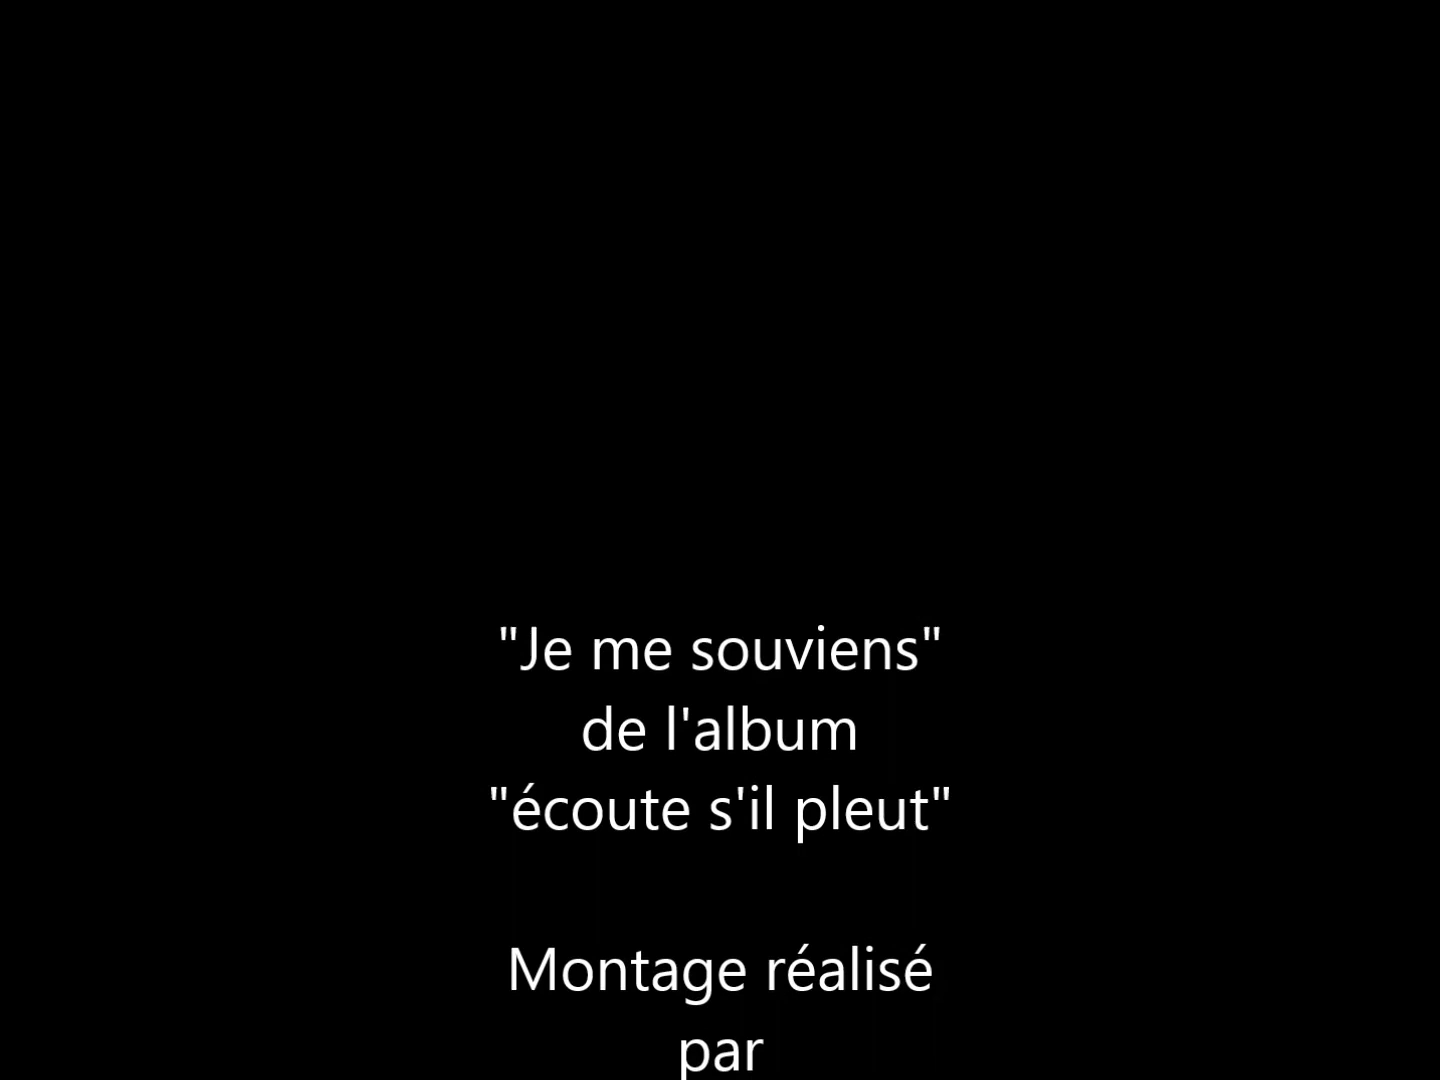 "Je me souviens"
de l'album
"écoute s'il pleut"
Montage réalisé
par